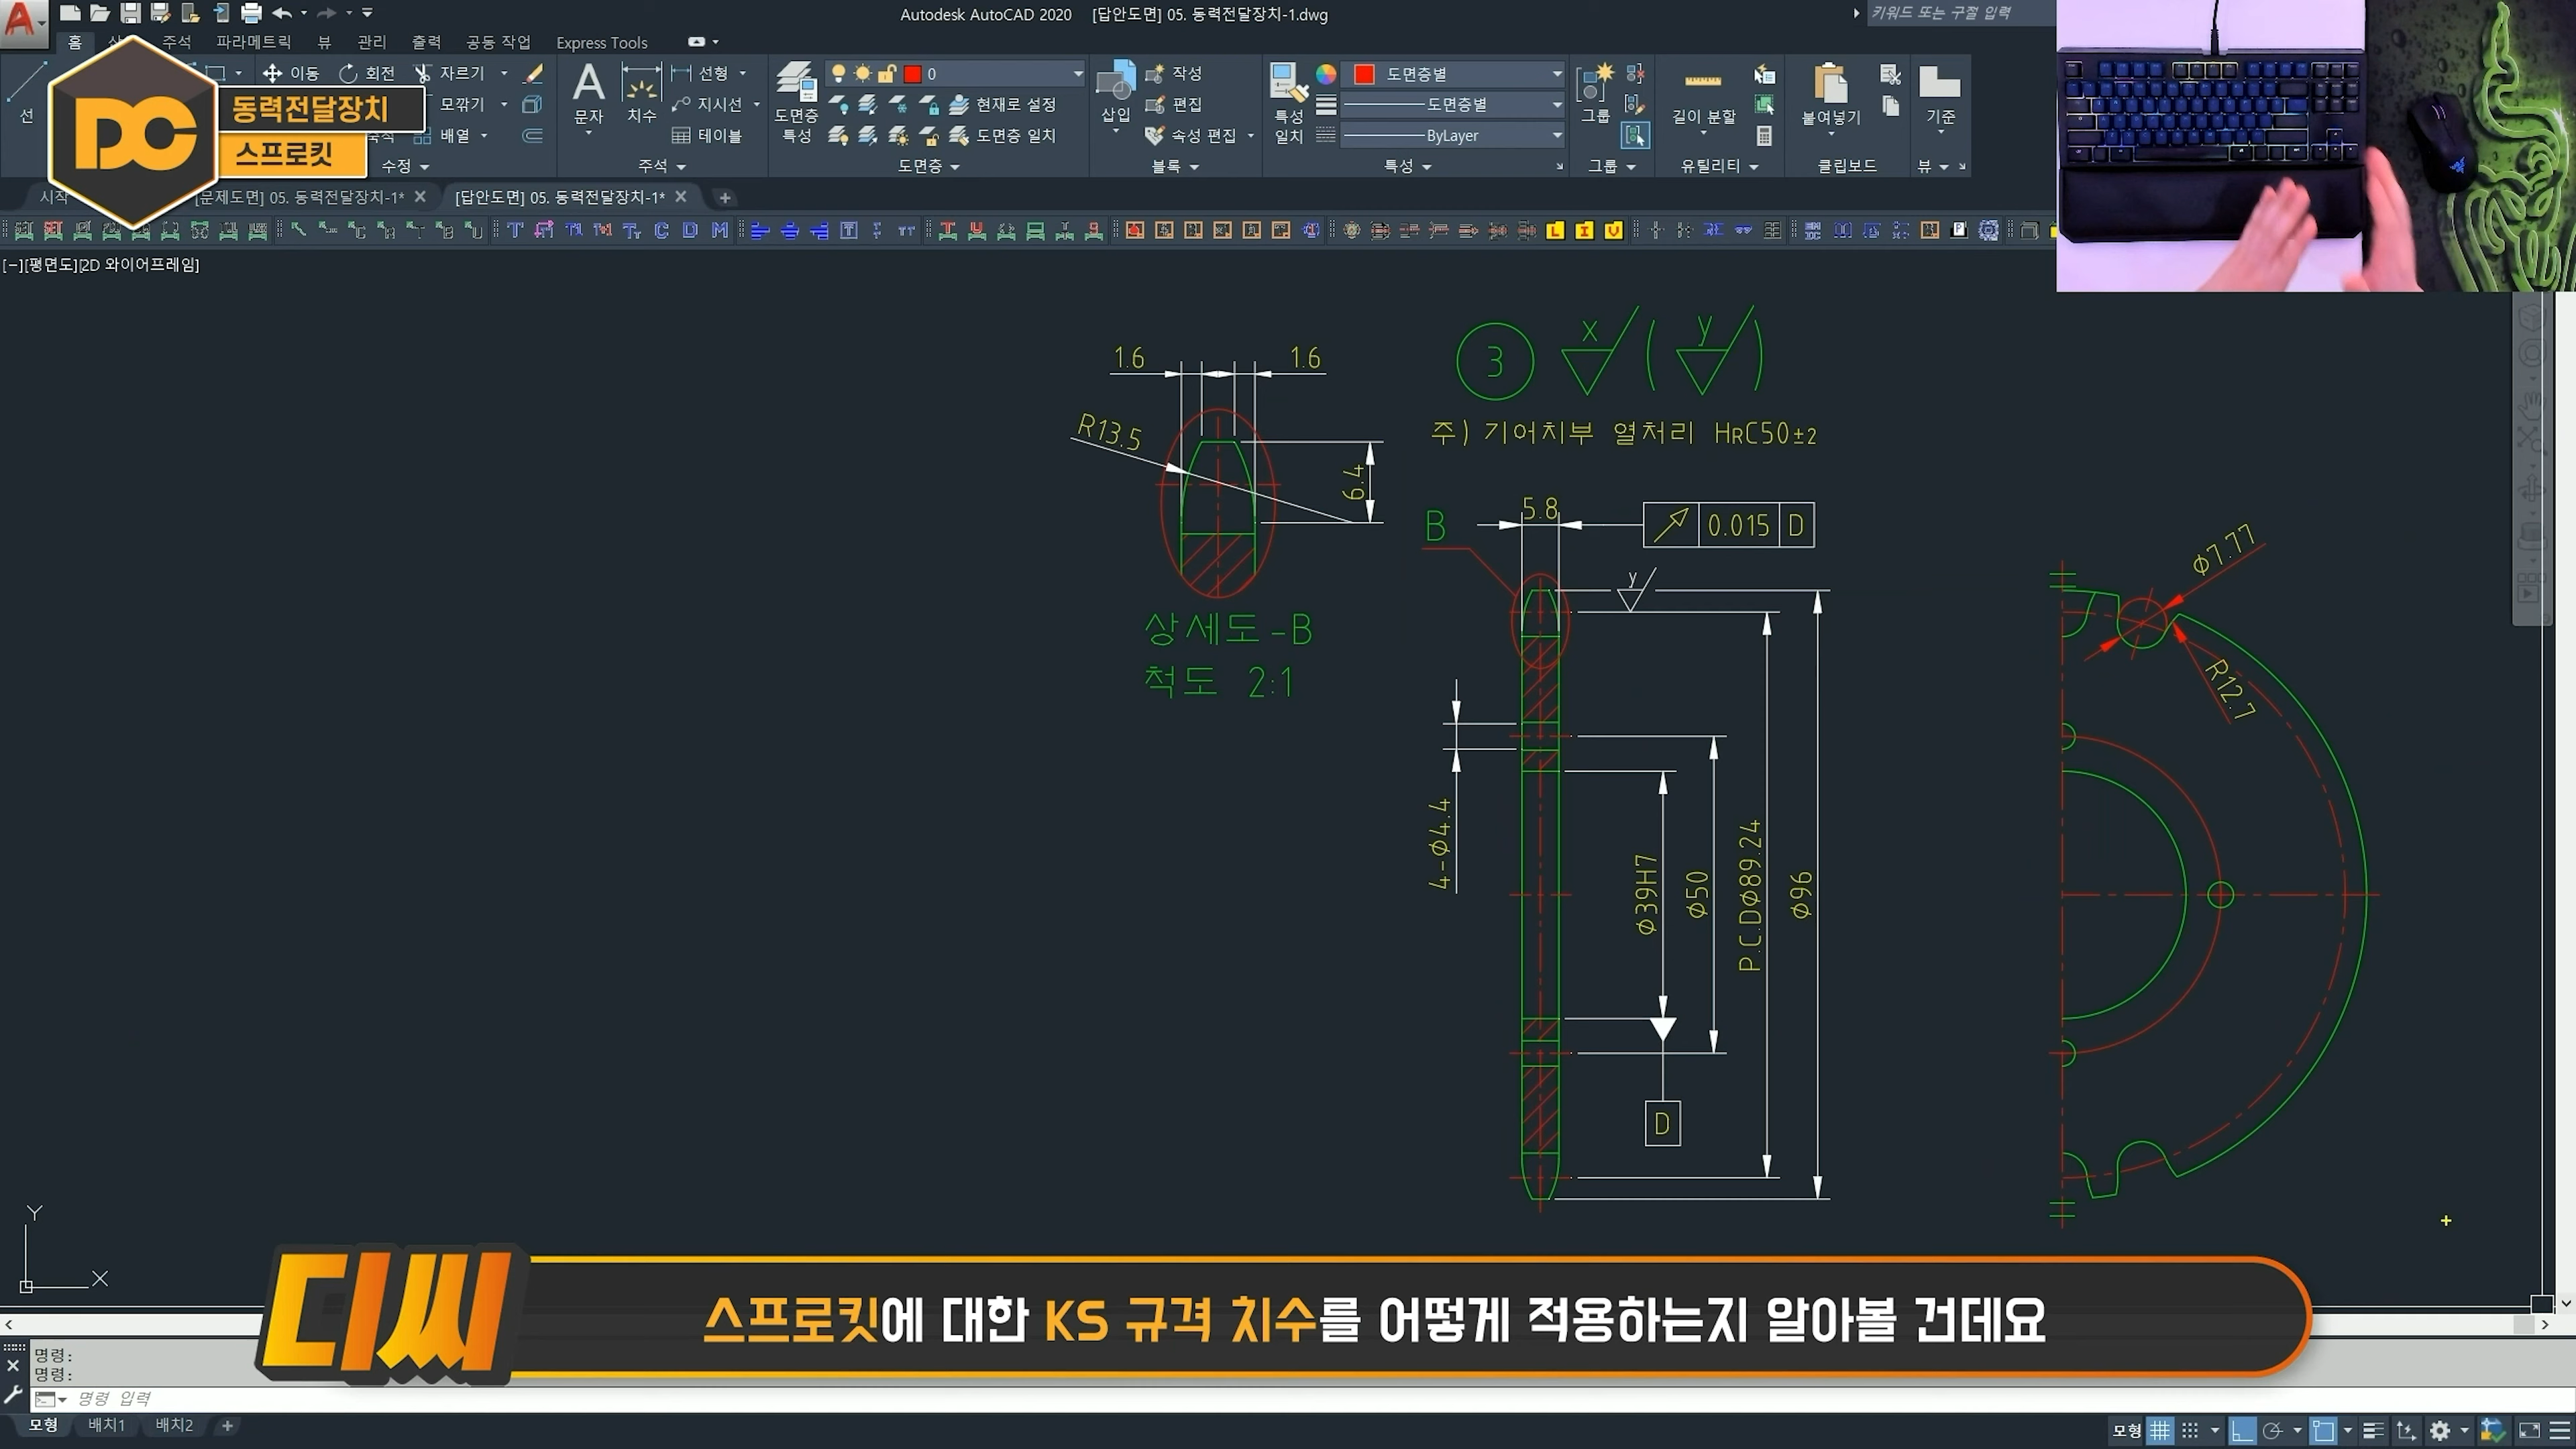 Autodesk AutoCAD 2020 [답안도면] 05. 동력전달장치-1.dwg
키워드 또는 구절 입력
홈 주석 파라메트릭 뷰 관리 출력 공동 작업 Express Tools
DC
동력전달장치
스프로킷
선
이동 회전 자르기
모깎기
배열
수정
문자
치수
선형
지시선
테이블
주석
도면층
특성
0
현재로 설정
도면층 일치
도면층
삽입
작성
편집
속성 편집
블록
특성
일치
도면층별
도면층별
ByLayer
특성
그룹
그룹
길이 분할
유틸리티
붙여넣기
클립보드
기준
뷰
시작
문제도면] 05. 동력전달장치-1*
[답안도면] 05. 동력전달장치-1*
[−][평면도][2D 와이어프레임]
1.6
1.6
R13.5
6.4
상세도-B
척도 2:1
3 x ( y )
주) 기어치부 열처리 HRC50±2
5.8
0.015 D
B
y
4-Ø4.4
Ø39H7
Ø50
P.C.DØ89.24
Ø96
D
Ø7.77
R12.7
Y
X
디씨
스프로킷에 대한 KS 규격 치수를 어떻게 적용하는지 알아볼 건데요
명령:
명령:
명령 입력
모형 배치1 배치2
모형